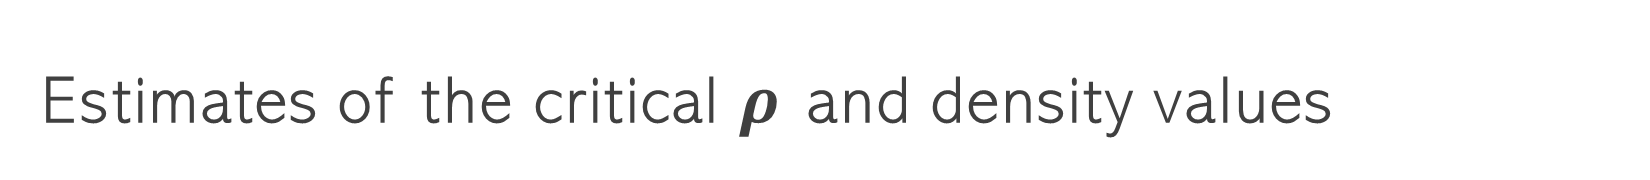 Estimates of the critical 𝝆 and density values